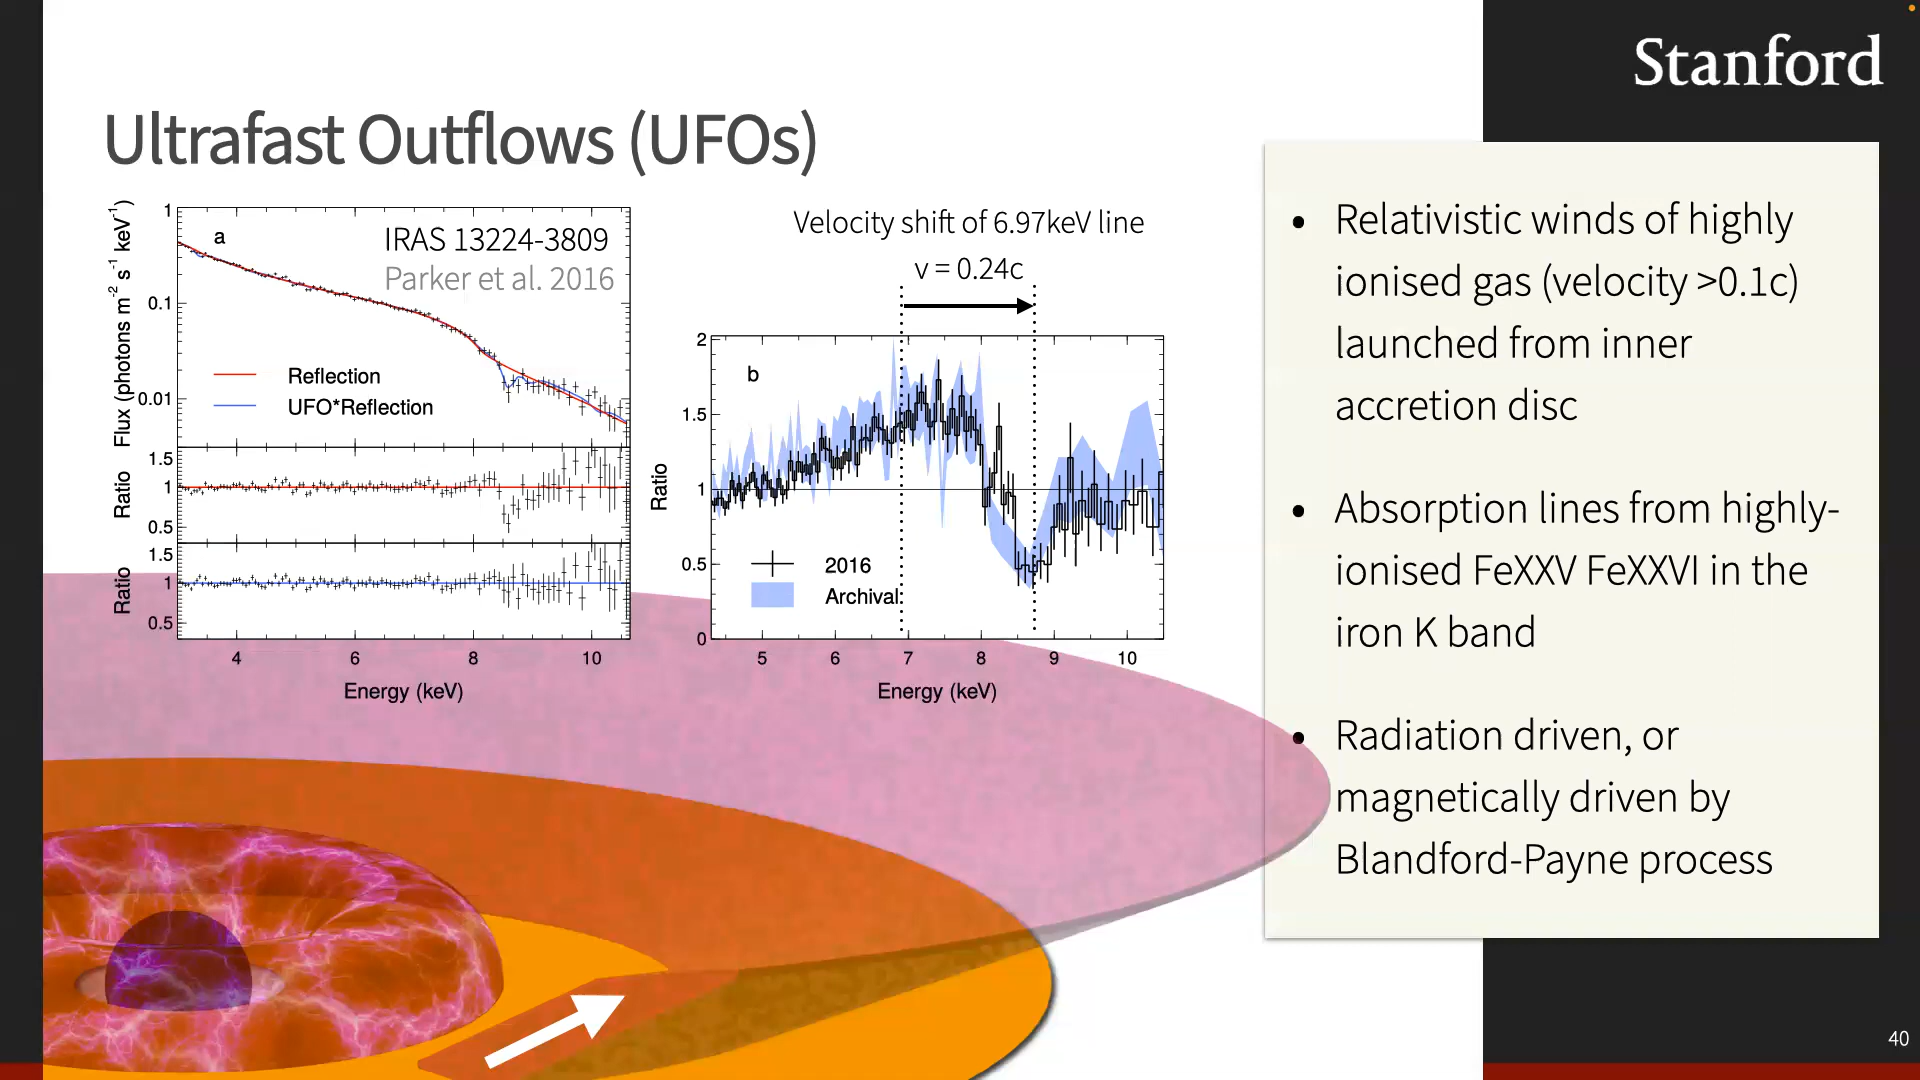 Stanford
Ultrafast Outflows (UFOs)
Flux (photons m⁻² s⁻¹ keV⁻¹)
1
0.1
0.01
a
IRAS 13224-3809
Parker et al. 2016
Reflection
UFO*Reflection
Ratio
1.5
1
0.5
Ratio
1.5
1
0.5
4 6 8 10
Energy (keV)
Velocity shift of 6.97keV line
v = 0.24c
Ratio
2
1.5
1
0.5
0
b
2016
Archival
5 6 7 8 9 10
Energy (keV)
• Relativistic winds of highly
ionised gas (velocity >0.1c)
launched from inner
accretion disc
• Absorption lines from highly-
ionised FeXXV FeXXVI in the
iron K band
• Radiation driven, or
magnetically driven by
Blandford-Payne process
40